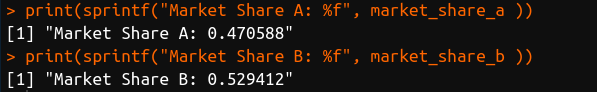 > print(sprintf("Market Share A: %f", market_share_a ))
[1] "Market Share A: 0.470588"
> print(sprintf("Market Share B: %f", market_share_b ))
[1] "Market Share B: 0.529412"